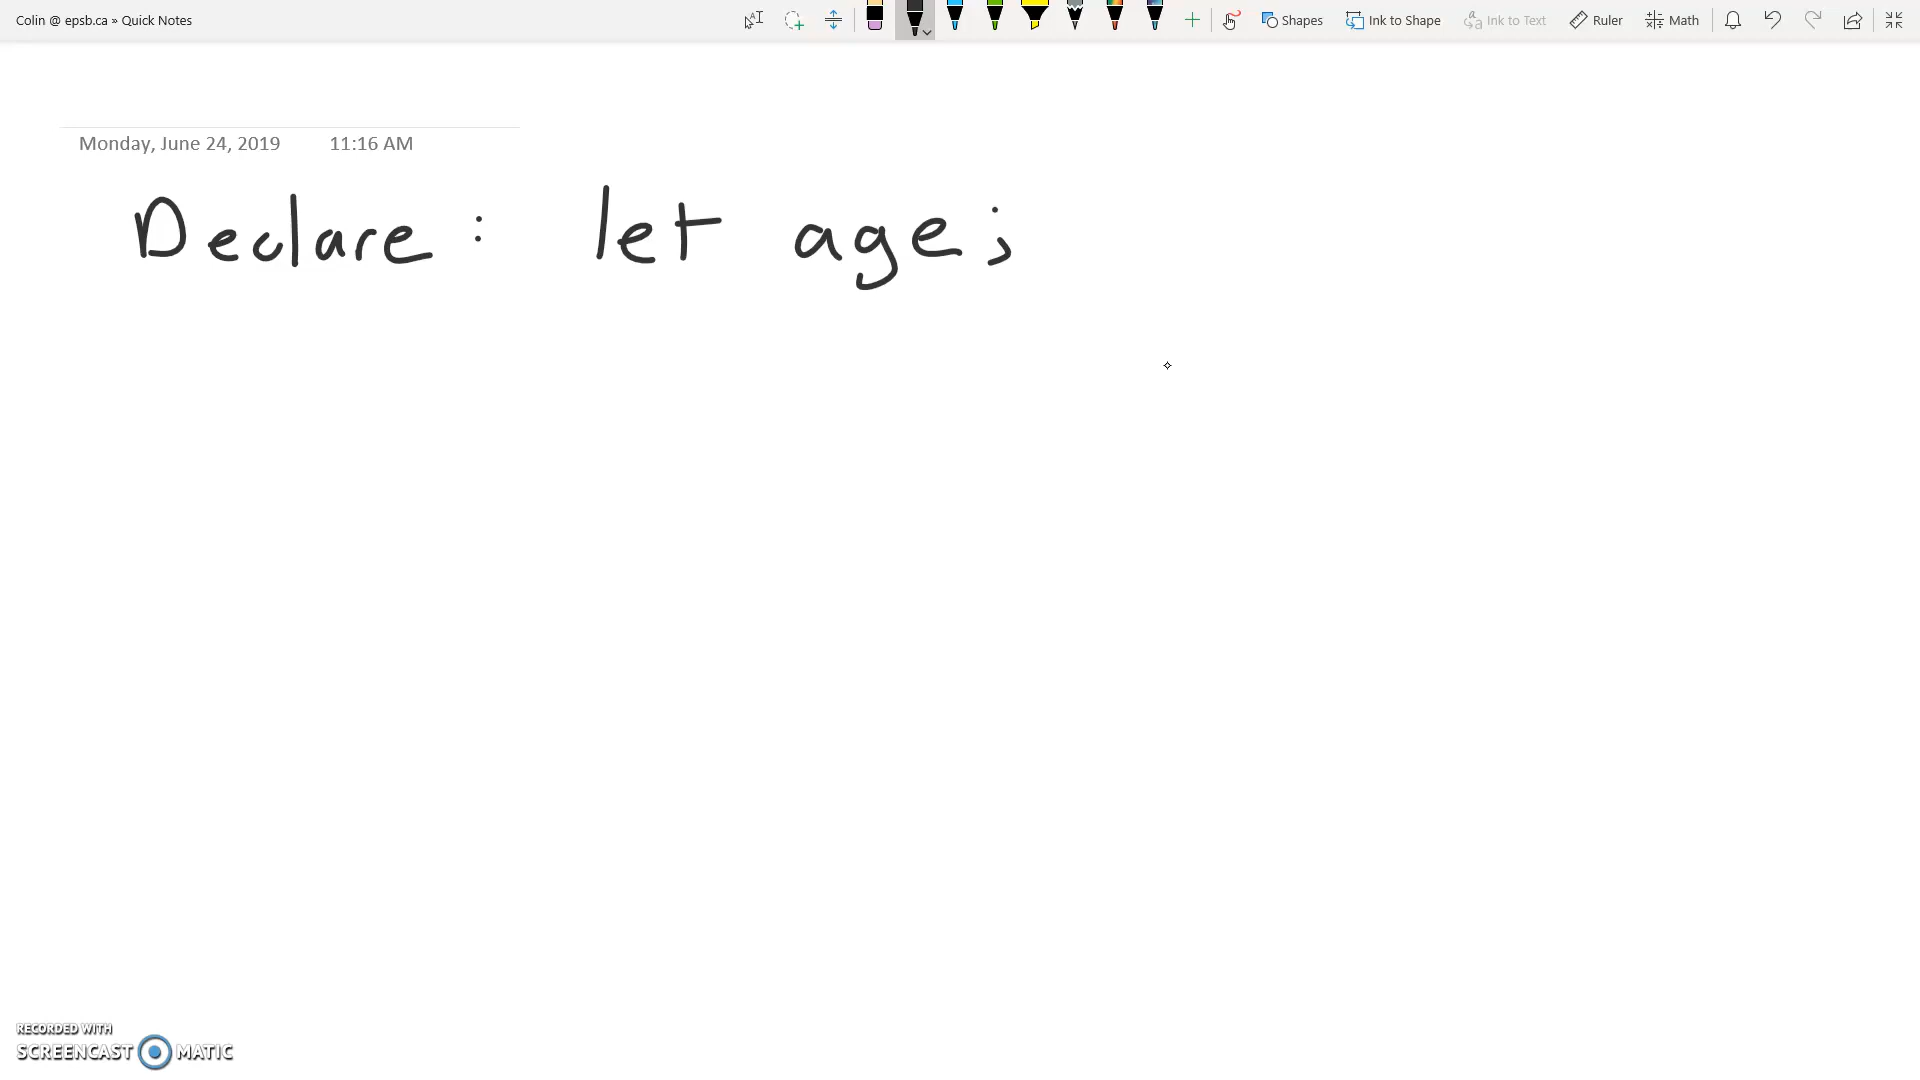 Colin @ epsb.ca » Quick Notes
Shapes
Ink to Shape
Ink to Text
Ruler
Math
Monday, June 24, 2019 11:16 AM
Declare : let age;
RECORDED WITH
SCREENCAST MATIC